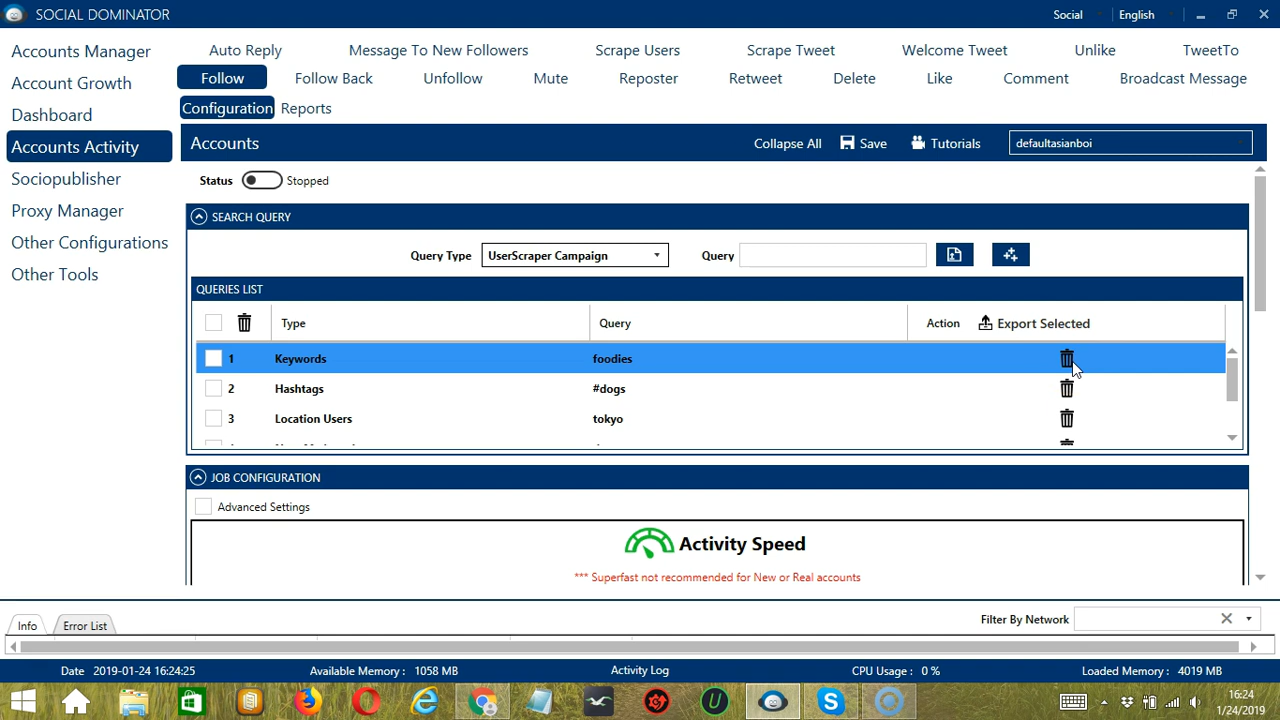 SOCIAL DOMINATOR
Social
English
Accounts Manager
Account Growth
Dashboard
Accounts Activity
Sociopublisher
Proxy Manager
Other Configurations
Other Tools
Auto Reply
Message To New Followers
Scrape Users
Scrape Tweet
Welcome Tweet
Unlike
TweetTo
Follow
Follow Back
Unfollow
Mute
Reposter
Retweet
Delete
Like
Comment
Broadcast Message
Configuration
Reports
Accounts
Collapse All
Save
Tutorials
defaultasianboi
Status
Stopped
SEARCH QUERY
Query Type
UserScraper Campaign
Query
QUERIES LIST
Type
Query
Action
Export Selected
1 Keywords foodies
2 Hashtags #dogs
3 Location Users tokyo
JOB CONFIGURATION
Advanced Settings
Activity Speed
*** Superfast not recommended for New or Real accounts
Info
Error List
Filter By Network
Date 2019-01-24 16:24:25
Available Memory : 1058 MB
Activity Log
CPU Usage : 0 %
Loaded Memory : 4019 MB
16:24
1/24/2019